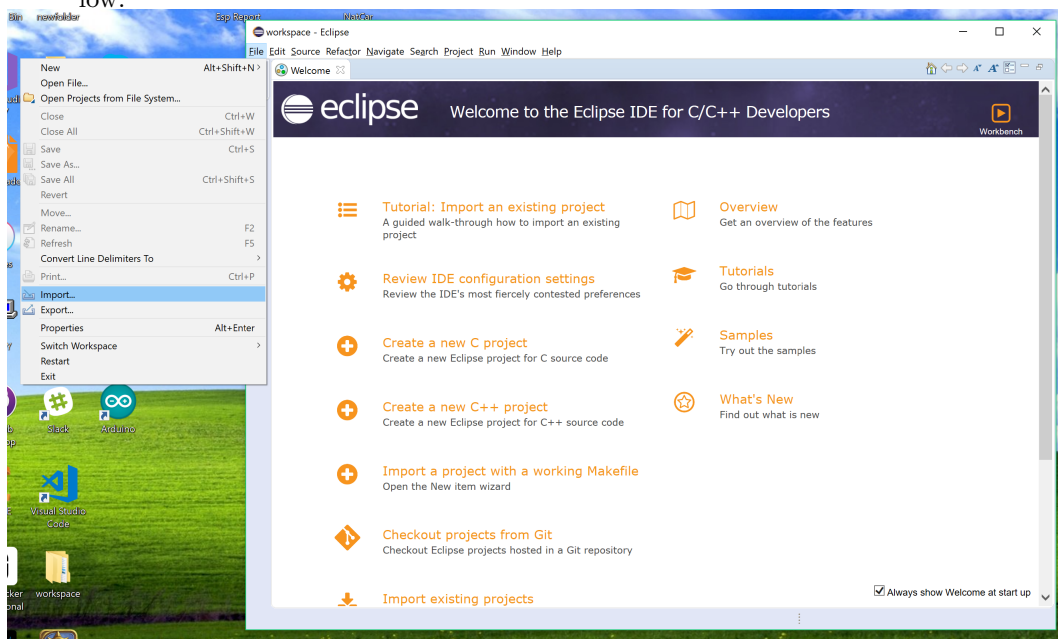 low.
Bin newfolder Esp Report NatCar
workspace - Eclipse
File Edit Source Refactor Navigate Search Project Run Window Help
Welcome
New Alt+Shift+N
Open File...
Open Projects from File System...
Close Ctrl+W
Close All Ctrl+Shift+W
Save Ctrl+S
Save As...
Save All Ctrl+Shift+S
Revert
Move...
Rename... F2
Refresh F5
Convert Line Delimiters To
Print... Ctrl+P
Import...
Export...
Properties Alt+Enter
Switch Workspace
Restart
Exit
eclipse Welcome to the Eclipse IDE for C/C++ Developers
Workbench
Tutorial: Import an existing project
A guided walk-through how to import an existing
project
Review IDE configuration settings
Review the IDE's most fiercely contested preferences
Create a new C project
Create a new Eclipse project for C source code
Create a new C++ project
Create a new Eclipse project for C++ source code
Import a project with a working Makefile
Open the New item wizard
Checkout projects from Git
Checkout Eclipse projects hosted in a Git repository
Import existing projects
Overview
Get an overview of the features
Tutorials
Go through tutorials
Samples
Try out the samples
What's New
Find out what is new
Always show Welcome at start up
Slack Arduino
Visual Studio
Code
workspace